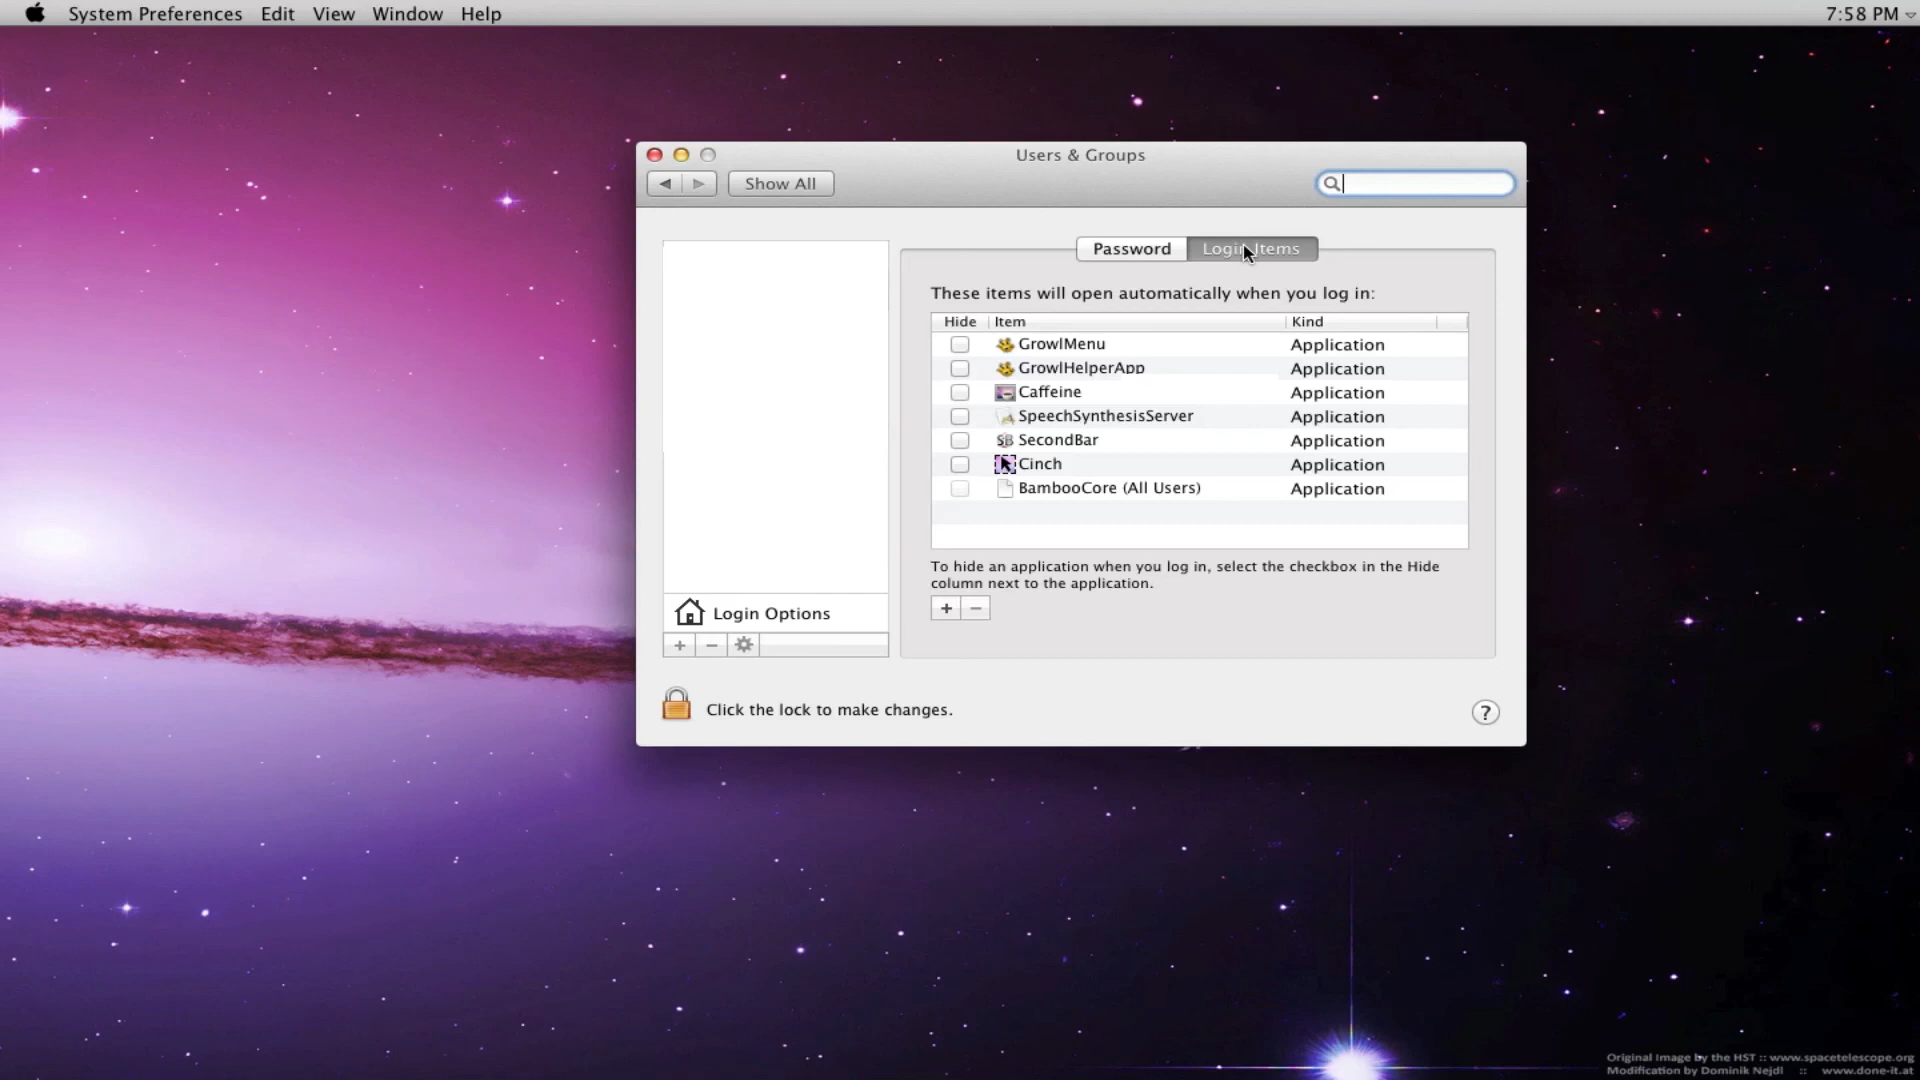 System Preferences Edit View Window Help 7:58 PM
Users & Groups
Show All
Password Login Items
These items will open automatically when you log in:
Hide Item Kind
GrowlMenu Application
GrowlHelperApp Application
Caffeine Application
SpeechSynthesisServer Application
SB SecondBar Application
Cinch Application
BambooCore (All Users) Application
To hide an application when you log in, select the checkbox in the Hide
column next to the application.
+ −
Login Options
+ −
Click the lock to make changes.
?
Original Image by the HST :: www.spacetelescope.org
Modification by Dominik Nejdl :: www.done-it.at